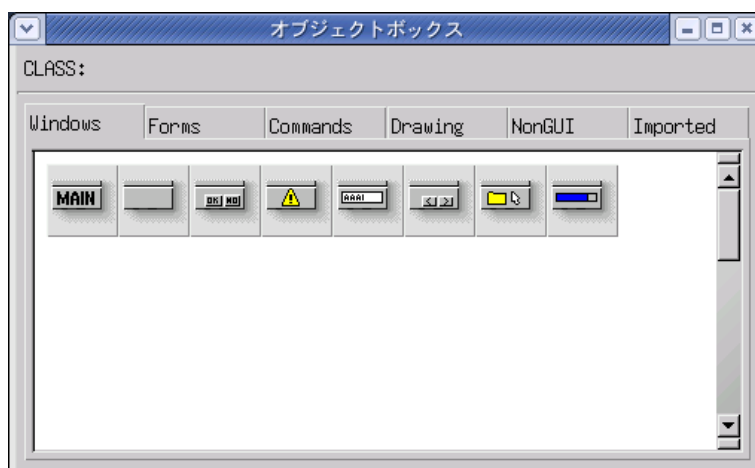 オブジェクトボックス
CLASS:
Windows Forms Commands Drawing NonGUI Imported
MAIN OK NO AAAI < >